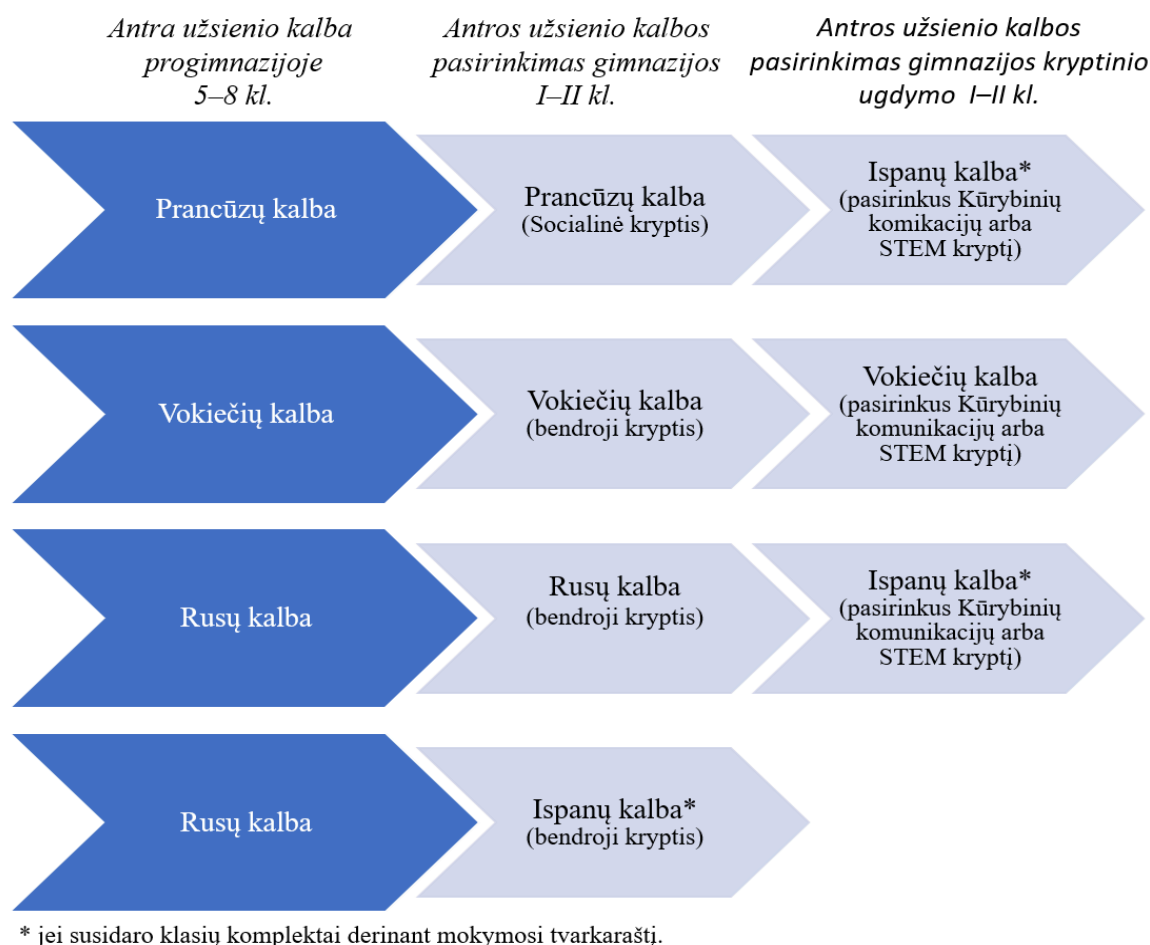 Antra užsienio kalba
progimnazijoje
5–8 kl.
Antros užsienio kalbos
pasirinkimas gimnazijos
I–II kl.
Antros užsienio kalbos
pasirinkimas gimnazijos kryptinio
ugdymo I–II kl.
Prancūzų kalba
Prancūzų kalba
(Socialinė kryptis)
Ispanų kalba*
(pasirinkus Kūrybinių
komikacijų arba
STEM kryptį)
Vokiečių kalba
Vokiečių kalba
(bendroji kryptis)
Vokiečių kalba
(pasirinkus Kūrybinių
komunikacijų arba
STEM kryptį)
Rusų kalba
Rusų kalba
(bendroji kryptis)
Ispanų kalba*
(pasirinkus Kūrybinių
komunikacijų arba
STEM kryptį)
Rusų kalba
Ispanų kalba*
(bendroji kryptis)
* jei susidaro klasių komplektai derinant mokymosi tvarkaraštį.